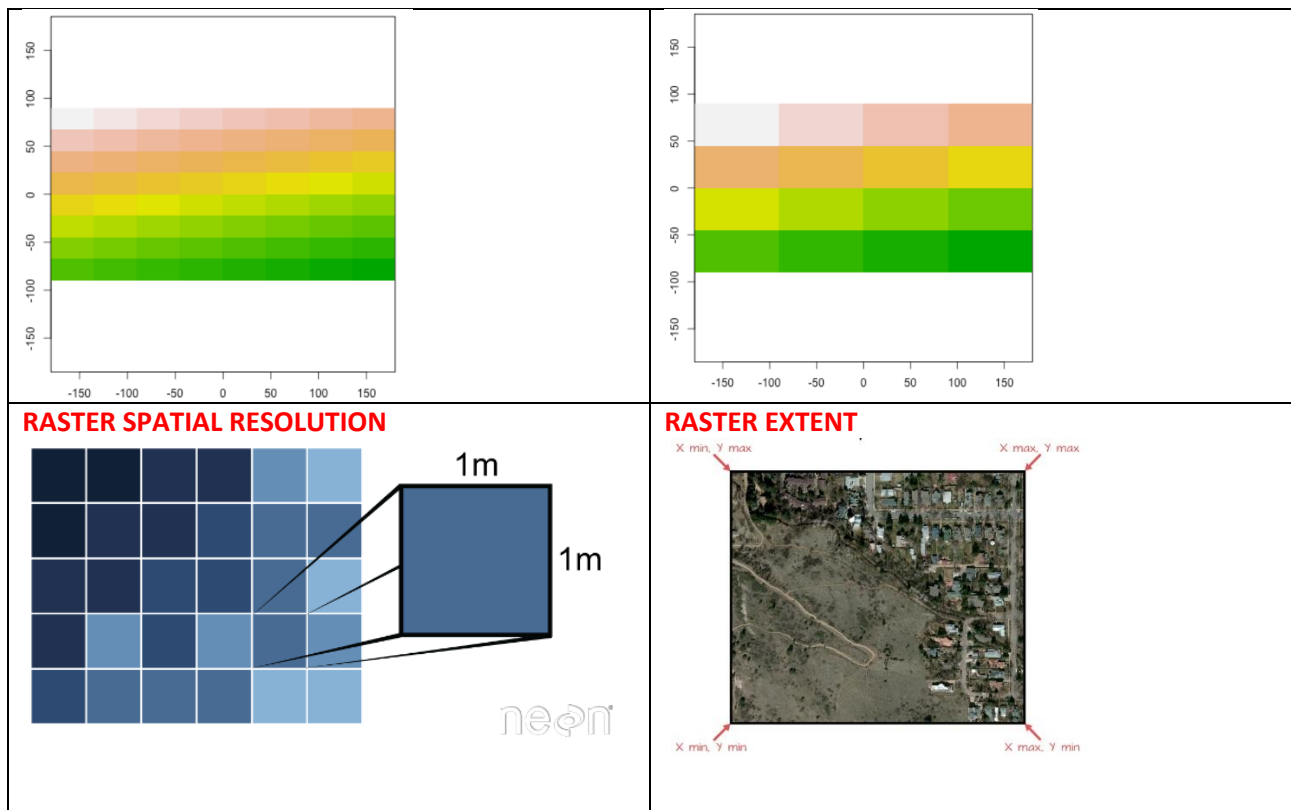 150
100
50
0
-50
-100
-150
-150 -100 -50 0 50 100 150
150
100
50
0
-50
-100
-150
-150 -100 -50 0 50 100 150
RASTER SPATIAL RESOLUTION
1m
1m
neon
RASTER EXTENT
X min, Y max
X max, Y max
X min, Y min
X max, Y min